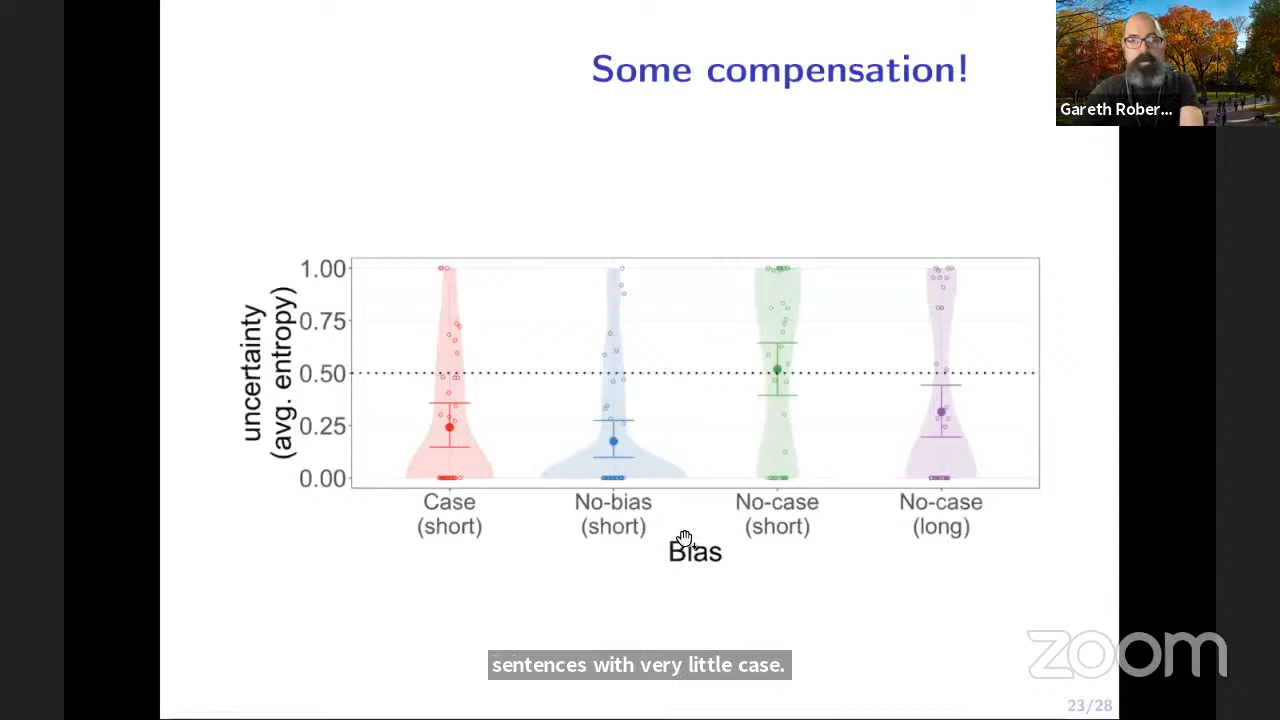 Some compensation!
Gareth Rober...
uncertainty
(avg. entropy)
1.00
0.75
0.50
0.25
0.00
Case
(short)
No-bias
(short)
No-case
(short)
No-case
(long)
Bias
sentences with very little case.
zoom
23/28